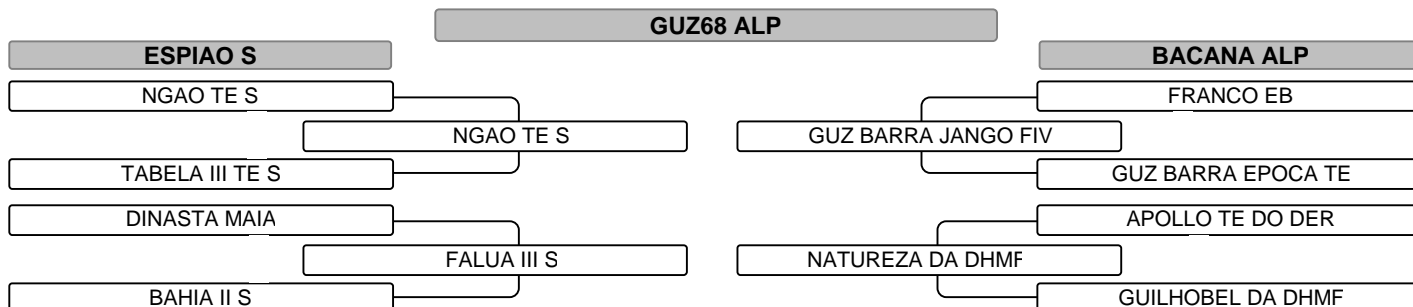 GUZ68 ALP
ESPIAO S
BACANA ALP
NGAO TE S
FRANCO EB
NGAO TE S
GUZ BARRA JANGO FIV
TABELA III TE S
GUZ BARRA EPOCA TE
DINASTA MAIA
APOLLO TE DO DER
FALUA III S
NATUREZA DA DHMF
BAHIA II S
GUILHOBEL DA DHMF